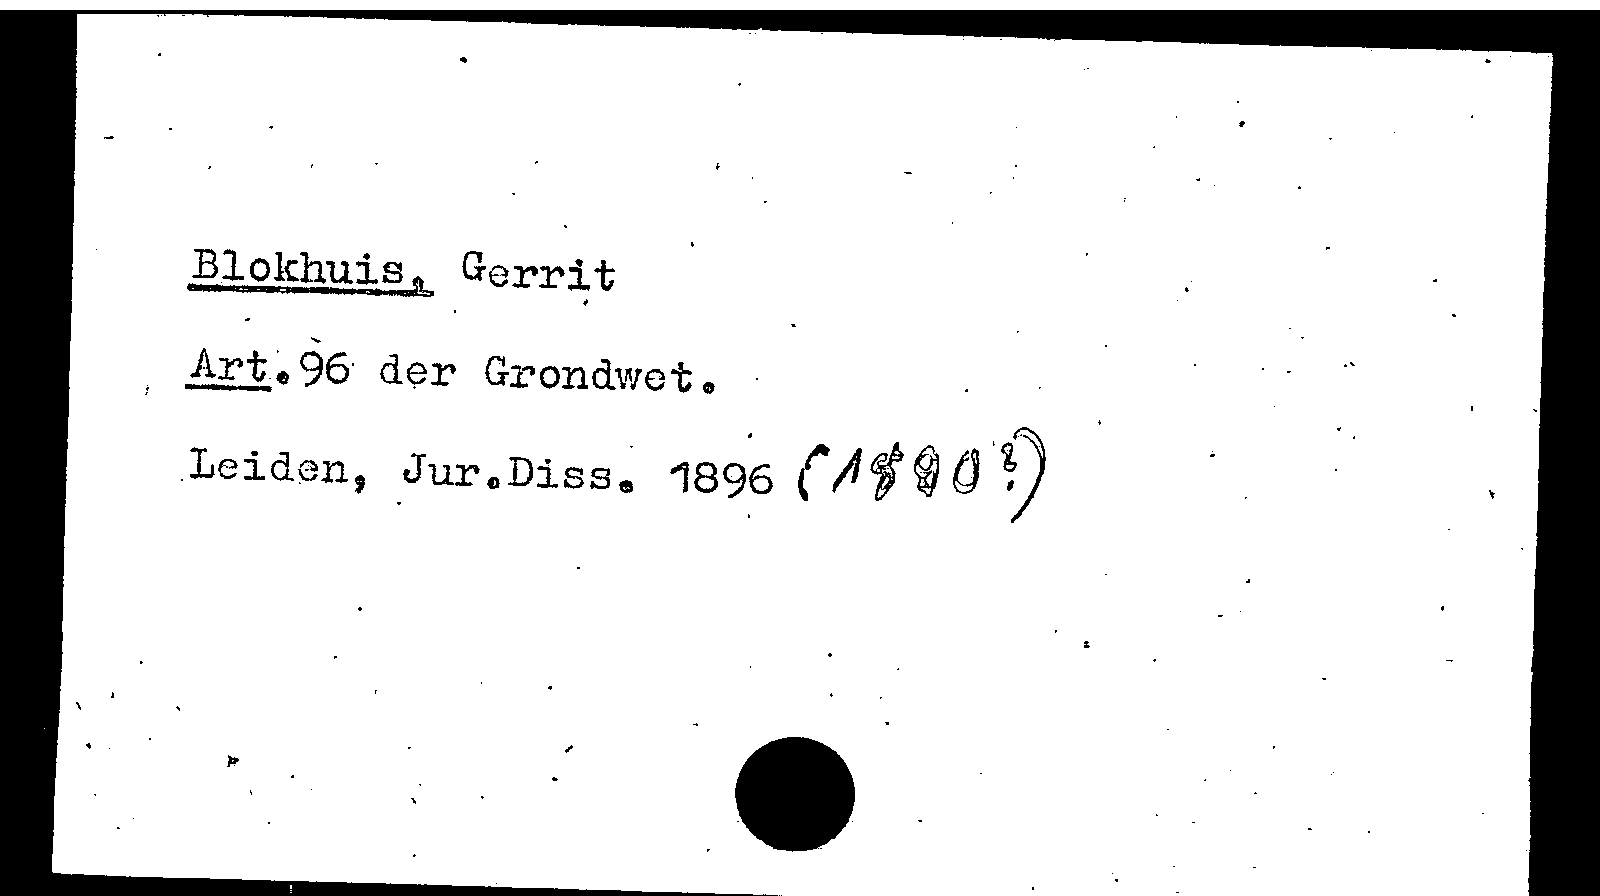 Blokhuis, Gerrit
Art.96 der Grondwet.
Leiden, Jur.Diss. 1896 (1890?)